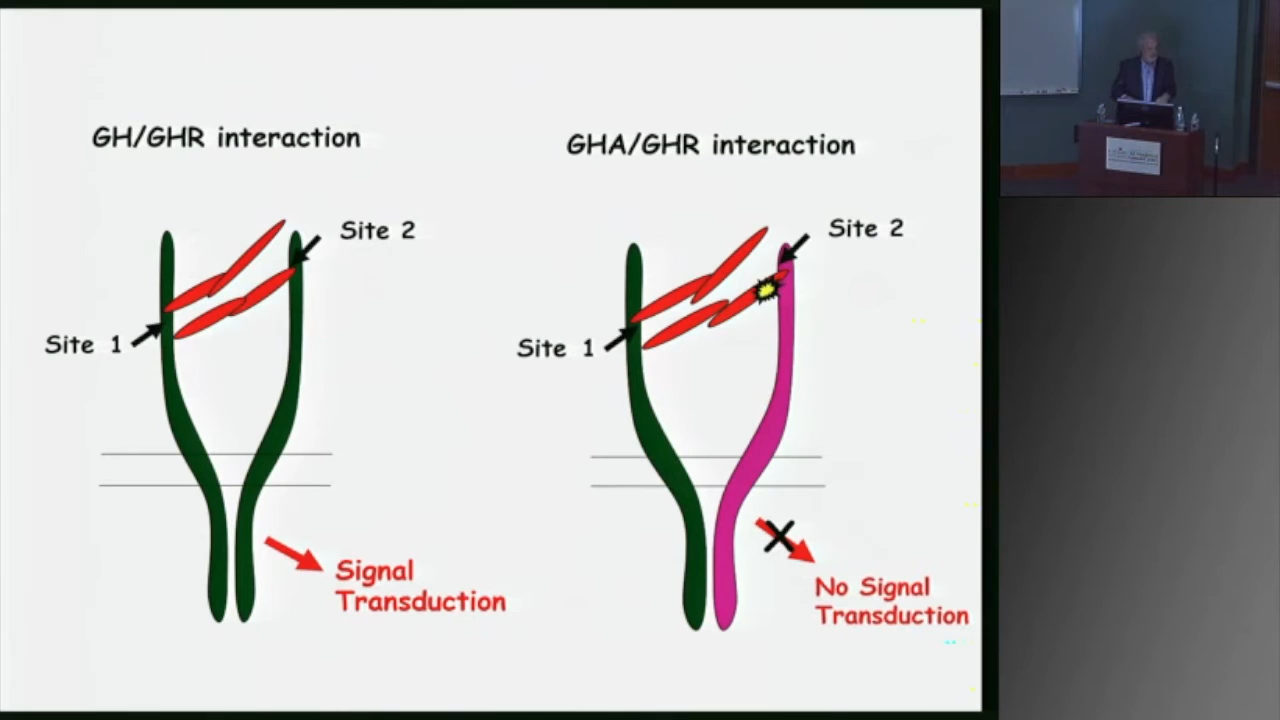 GH/GHR interaction
Site 2
Site 1
Signal
Transduction
GHA/GHR interaction
Site 2
Site 1
No Signal
Transduction